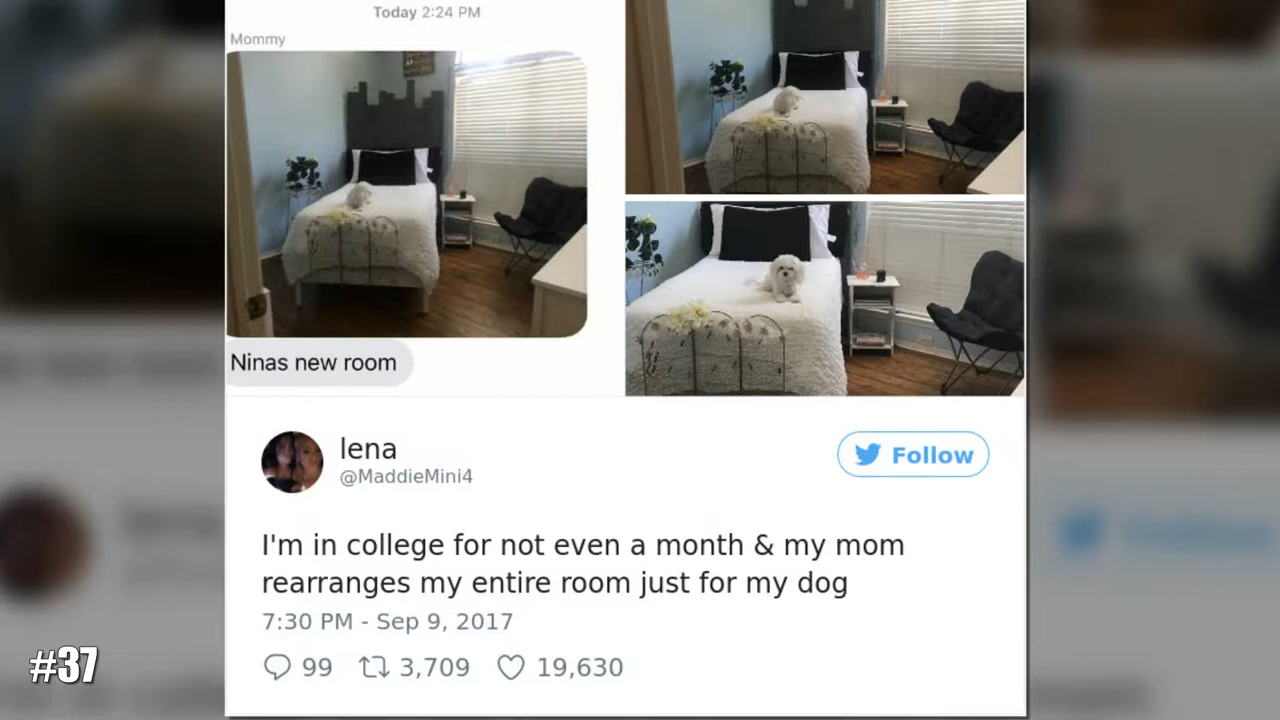 Today 2:24 PM
Mommy
Ninas new room
lena
@MaddieMini4
Follow
I'm in college for not even a month & my mom
rearranges my entire room just for my dog
7:30 PM - Sep 9, 2017
99 3,709 19,630
#37